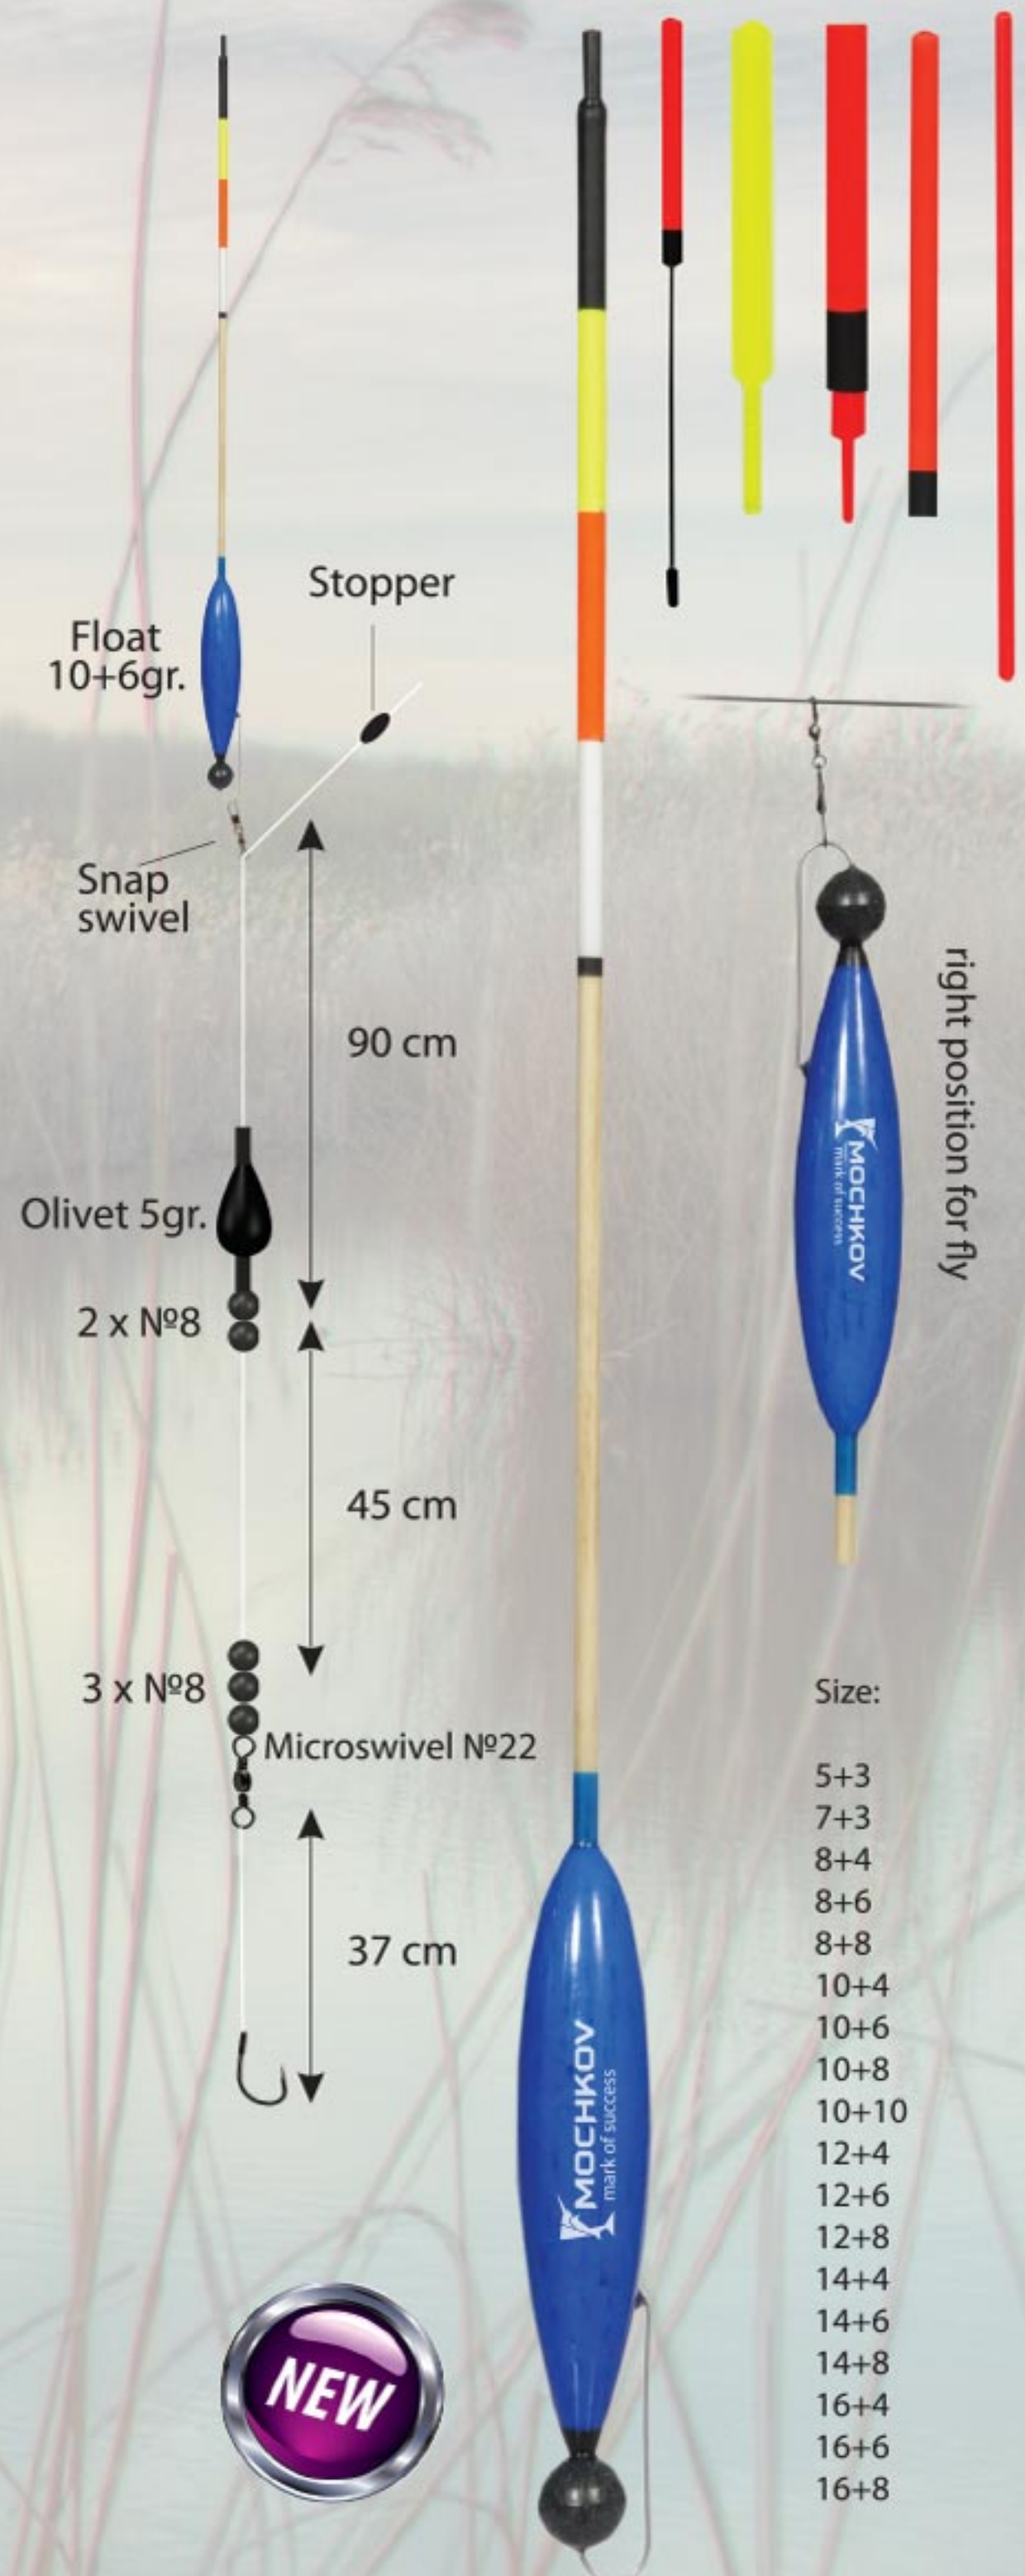 Stopper
Float
10+6gr.
Snap
swivel
90 cm
Olivet 5gr.
2 x №8
45 cm
3 x №8
Microswivel №22
37 cm
NEW
MOCHKOV
mark of success
MOCHKOV
mark of success
right position for fly
Size:
5+3
7+3
8+4
8+6
8+8
10+4
10+6
10+8
10+10
12+4
12+6
12+8
14+4
14+6
14+8
16+4
16+6
16+8